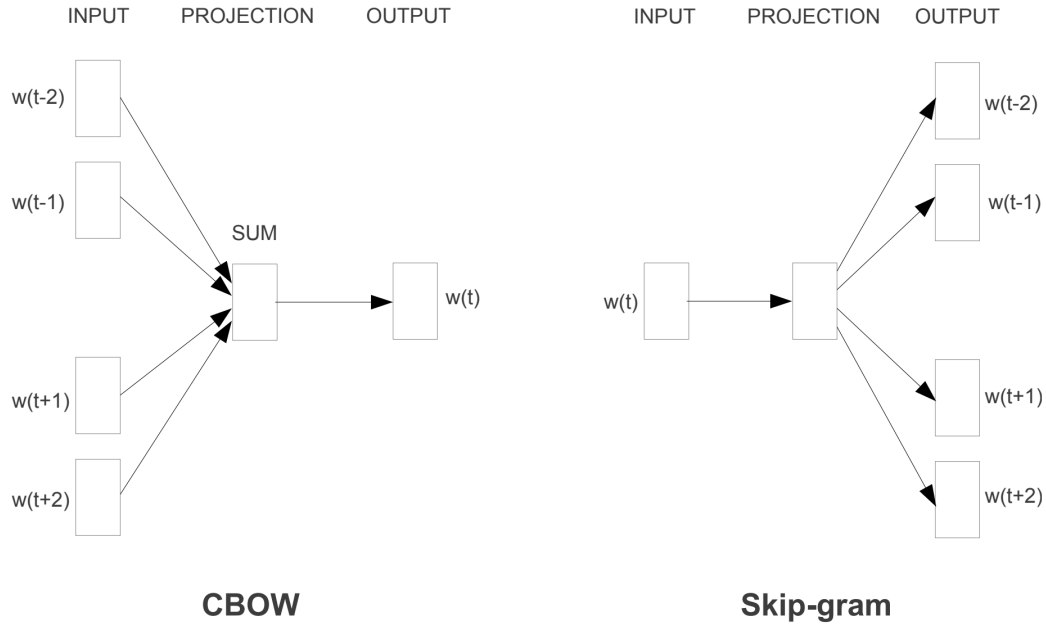 INPUT PROJECTION OUTPUT
w(t-2)
w(t-1)
SUM
w(t)
w(t+1)
w(t+2)
CBOW
INPUT PROJECTION OUTPUT
w(t-2)
w(t-1)
w(t)
w(t+1)
w(t+2)
Skip-gram